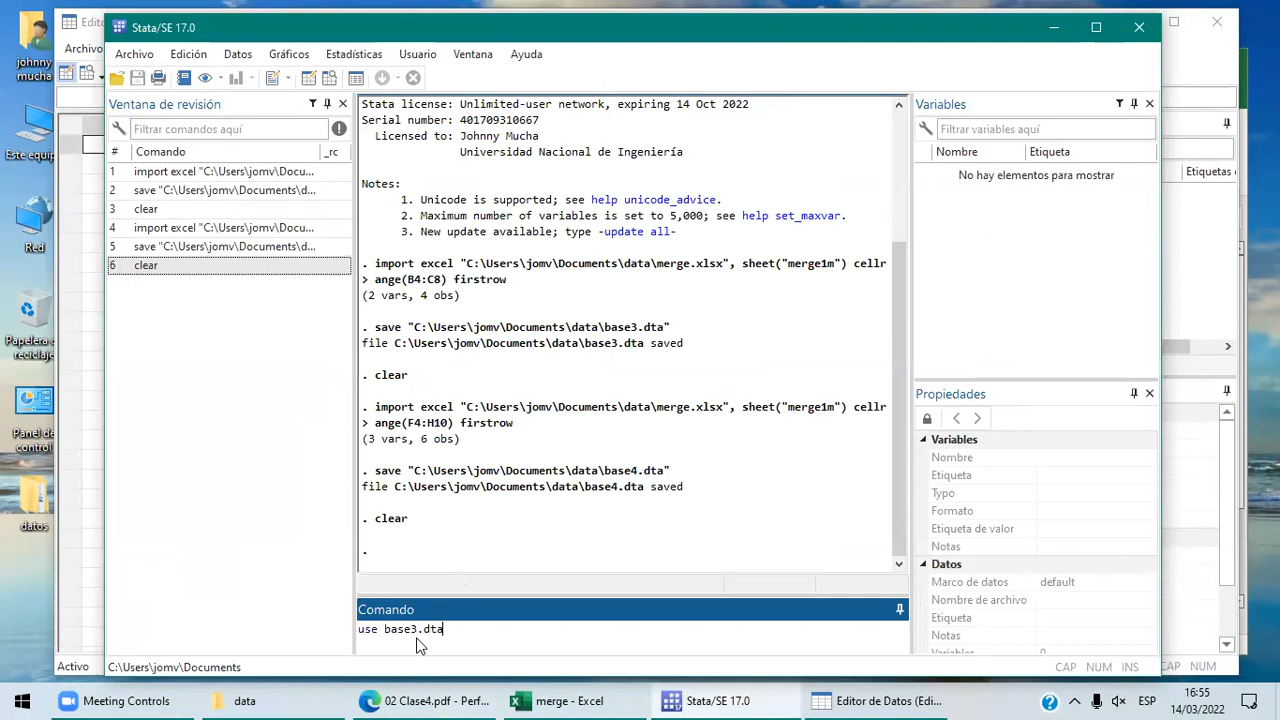 johnny
mucha
Este equip
Red
Papelera d
reciclaje
Panel de
control
datos
Edito
Archivo
Stata/SE 17.0
Archivo Edición Datos Gráficos Estadísticas Usuario Ventana Ayuda
Ventana de revisión
Filtrar comandos aquí
# Comando _rc
1 import excel "C:\Users\jomv\Docu...
2 save "C:\Users\jomv\Documents\d...
3 clear
4 import excel "C:\Users\jomv\Docu...
5 save "C:\Users\jomv\Documents\d...
6 clear
Stata license: Unlimited-user network, expiring 14 Oct 2022
Serial number: 401709310667
Licensed to: Johnny Mucha
Universidad Nacional de Ingeniería
Notes:
1. Unicode is supported; see help unicode_advice.
2. Maximum number of variables is set to 5,000; see help set_maxvar.
3. New update available; type -update all-
. import excel "C:\Users\jomv\Documents\data\merge.xlsx", sheet("merge1m") cellr
> ange(B4:C8) firstrow
(2 vars, 4 obs)
. save "C:\Users\jomv\Documents\data\base3.dta"
file C:\Users\jomv\Documents\data\base3.dta saved
. clear
. import excel "C:\Users\jomv\Documents\data\merge.xlsx", sheet("merge1m") cellr
> ange(F4:H10) firstrow
(3 vars, 6 obs)
. save "C:\Users\jomv\Documents\data\base4.dta"
file C:\Users\jomv\Documents\data\base4.dta saved
. clear
.
Comando
use base3.dta
Variables
Filtrar variables aquí
Nombre Etiqueta
No hay elementos para mostrar
Propiedades
Variables
Nombre
Etiqueta
Typo
Formato
Etiqueta de valor
Notas
Datos
Marco de datos default
Nombre de archivo
Etiqueta
Notas
Variables 0
Etiquetas
Activo
C:\Users\jomv\Documents
CAP NUM INS
CAP NUM
Meeting Controls
data
02 Clase4.pdf - Perf...
merge - Excel
Stata/SE 17.0
Editor de Datos (Edi...
ESP
16:55
14/03/2022